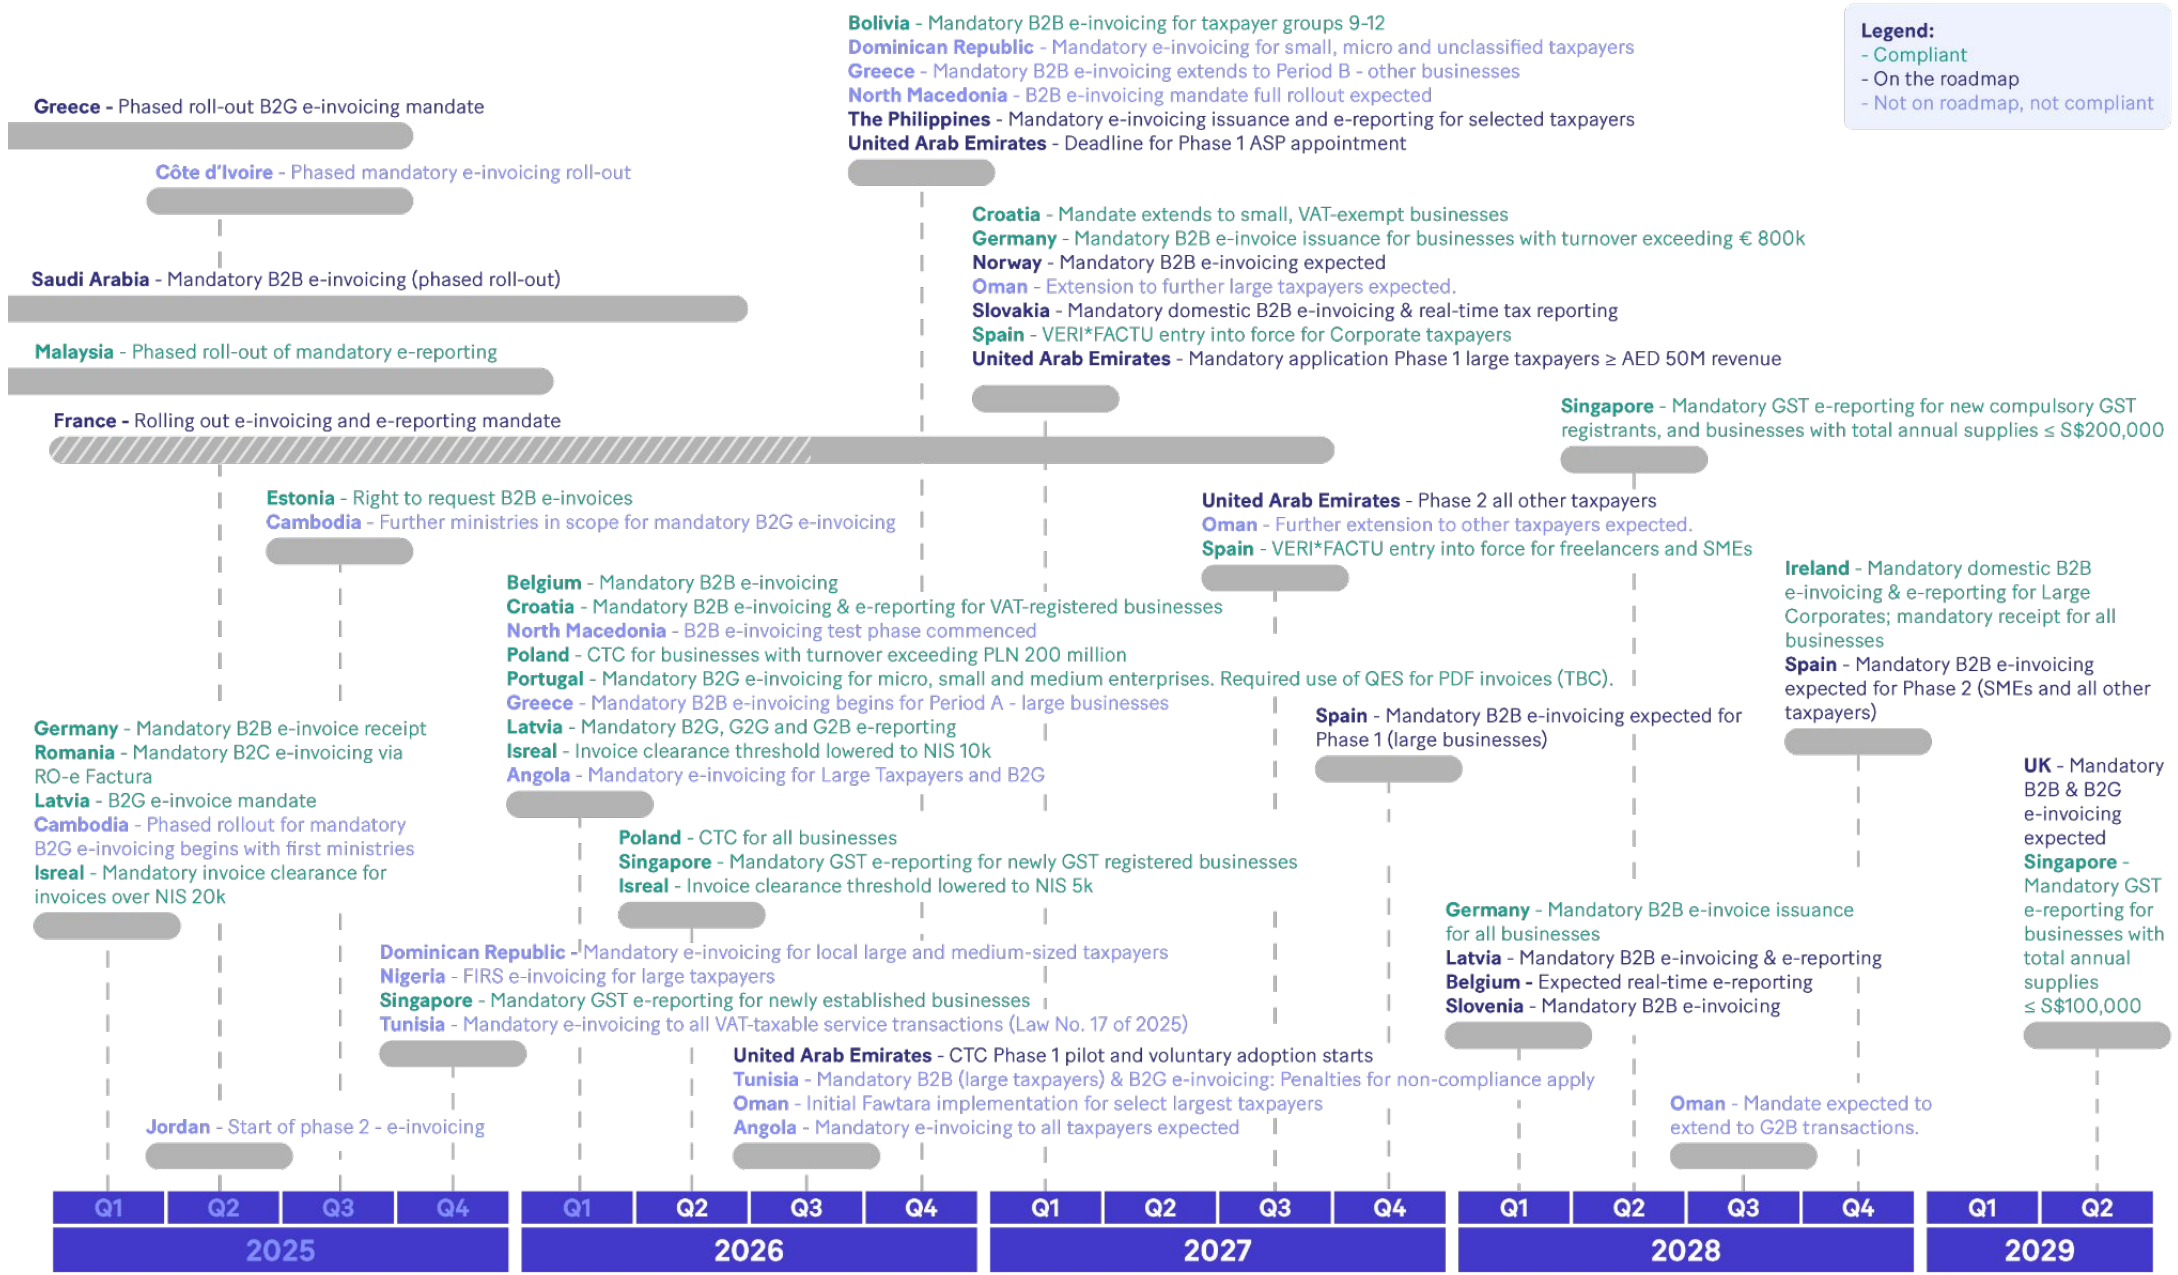 Bolivia - Mandatory B2B e-invoicing for taxpayer groups 9-12
Dominican Republic - Mandatory e-invoicing for small, micro and unclassified taxpayers
Greece - Mandatory B2B e-invoicing extends to Period B - other businesses
North Macedonia - B2B e-invoicing mandate full rollout expected
The Philippines - Mandatory e-invoicing issuance and e-reporting for selected taxpayers
United Arab Emirates - Deadline for Phase 1 ASP appointment
Legend:
- Compliant
- On the roadmap
- Not on roadmap, not compliant
Greece - Phased roll-out B2G e-invoicing mandate
Côte d'Ivoire - Phased mandatory e-invoicing roll-out
Croatia - Mandate extends to small, VAT-exempt businesses
Germany - Mandatory B2B e-invoice issuance for businesses with turnover exceeding € 800k
Norway - Mandatory B2B e-invoicing expected
Oman - Extension to further large taxpayers expected.
Slovakia - Mandatory domestic B2B e-invoicing & real-time tax reporting
Spain - VERI*FACTU entry into force for Corporate taxpayers
United Arab Emirates - Mandatory application Phase 1 large taxpayers ≥ AED 50M revenue
Saudi Arabia - Mandatory B2B e-invoicing (phased roll-out)
Malaysia - Phased roll-out of mandatory e-reporting
France - Rolling out e-invoicing and e-reporting mandate
Singapore - Mandatory GST e-reporting for new compulsory GST
registrants, and businesses with total annual supplies ≤ S$200,000
Estonia - Right to request B2B e-invoices
Cambodia - Further ministries in scope for mandatory B2G e-invoicing
United Arab Emirates - Phase 2 all other taxpayers
Oman - Further extension to other taxpayers expected.
Spain - VERI*FACTU entry into force for freelancers and SMEs
Belgium - Mandatory B2B e-invoicing
Croatia - Mandatory B2B e-invoicing & e-reporting for VAT-registered businesses
North Macedonia - B2B e-invoicing test phase commenced
Poland - CTC for businesses with turnover exceeding PLN 200 million
Portugal - Mandatory B2G e-invoicing for micro, small and medium enterprises. Required use of QES for PDF invoices (TBC).
Greece - Mandatory B2B e-invoicing begins for Period A - large businesses
Latvia - Mandatory B2G, G2G and G2B e-reporting
Isreal - Invoice clearance threshold lowered to NIS 10k
Angola - Mandatory e-invoicing for Large Taxpayers and B2G
Ireland - Mandatory domestic B2B
e-invoicing & e-reporting for Large
Corporates; mandatory receipt for all
businesses
Spain - Mandatory B2B e-invoicing
expected for Phase 2 (SMEs and all other
taxpayers)
Spain - Mandatory B2B e-invoicing expected for
Phase 1 (large businesses)
Germany - Mandatory B2B e-invoice receipt
Romania - Mandatory B2C e-invoicing via
RO-e Factura
Latvia - B2G e-invoice mandate
Cambodia - Phased rollout for mandatory
B2G e-invoicing begins with first ministries
Isreal - Mandatory invoice clearance for
invoices over NIS 20k
UK - Mandatory
B2B & B2G
e-invoicing
expected
Singapore -
Mandatory GST
e-reporting for
businesses with
total annual
supplies
≤ S$100,000
Poland - CTC for all businesses
Singapore - Mandatory GST e-reporting for newly GST registered businesses
Isreal - Invoice clearance threshold lowered to NIS 5k
Germany - Mandatory B2B e-invoice issuance
for all businesses
Latvia - Mandatory B2B e-invoicing & e-reporting
Belgium - Expected real-time e-reporting
Slovenia - Mandatory B2B e-invoicing
Dominican Republic - Mandatory e-invoicing for local large and medium-sized taxpayers
Nigeria - FIRS e-invoicing for large taxpayers
Singapore - Mandatory GST e-reporting for newly established businesses
Tunisia - Mandatory e-invoicing to all VAT-taxable service transactions (Law No. 17 of 2025)
United Arab Emirates - CTC Phase 1 pilot and voluntary adoption starts
Tunisia - Mandatory B2B (large taxpayers) & B2G e-invoicing: Penalties for non-compliance apply
Oman - Initial Fawtara implementation for select largest taxpayers
Angola - Mandatory e-invoicing to all taxpayers expected
Jordan - Start of phase 2 - e-invoicing
Oman - Mandate expected to
extend to G2B transactions.
Q1 Q2 Q3 Q4 Q1 Q2 Q3 Q4 Q1 Q2 Q3 Q4 Q1 Q2 Q3 Q4 Q1 Q2
2025 2026 2027 2028 2029